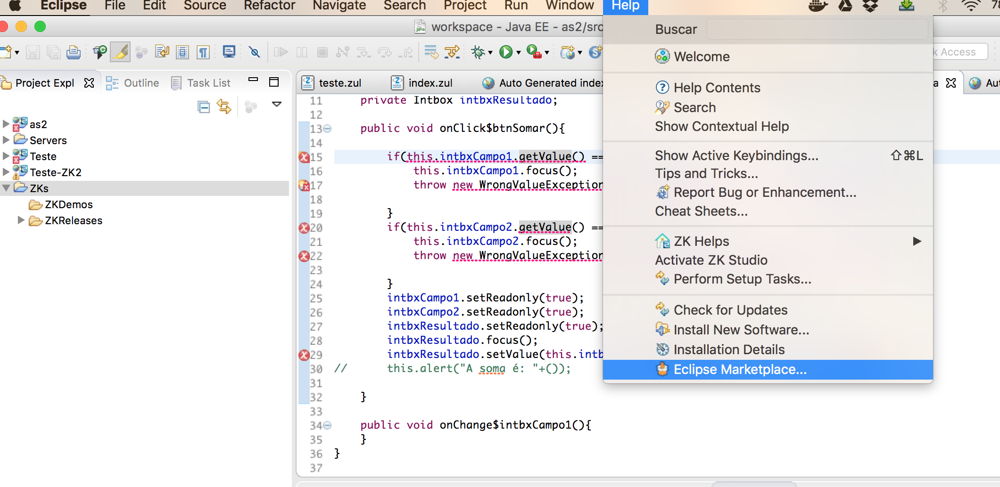 Eclipse File Edit Source Refactor Navigate Search Project Run Window Help 78
workspace - Java EE - as2/src
Access
Project Expl Outline Task List
as2
Servers
Teste
Teste-ZK2
ZKs
ZKDemos
ZKReleases
teste.zul index.zul Auto Generated index a Aut
11 private Intbox intbxResultado;
12
13 public void onClick$btnSomar(){
14
15 if(this.intbxCampo1.getValue() ==
16 this.intbxCampo1.focus();
17 throw new WrongValueException
18
19 }
20 if(this.intbxCampo2.getValue() ==
21 this.intbxCampo2.focus();
22 throw new WrongValueException
23
24 }
25 intbxCampo1.setReadonly(true);
26 intbxCampo2.setReadonly(true);
27 intbxResultado.setReadonly(true);
28 intbxResultado.focus();
29 intbxResultado.setValue(this.intb
30 // this.alert("A soma é: "+());
31
32 }
33
34 public void onChange$intbxCampo1(){
35 }
36 }
37
Buscar
Welcome
Help Contents
Search
Show Contextual Help
Show Active Keybindings... ⇧⌘L
Tips and Tricks...
Report Bug or Enhancement...
Cheat Sheets...
ZK Helps
Activate ZK Studio
Perform Setup Tasks...
Check for Updates
Install New Software...
Installation Details
Eclipse Marketplace...